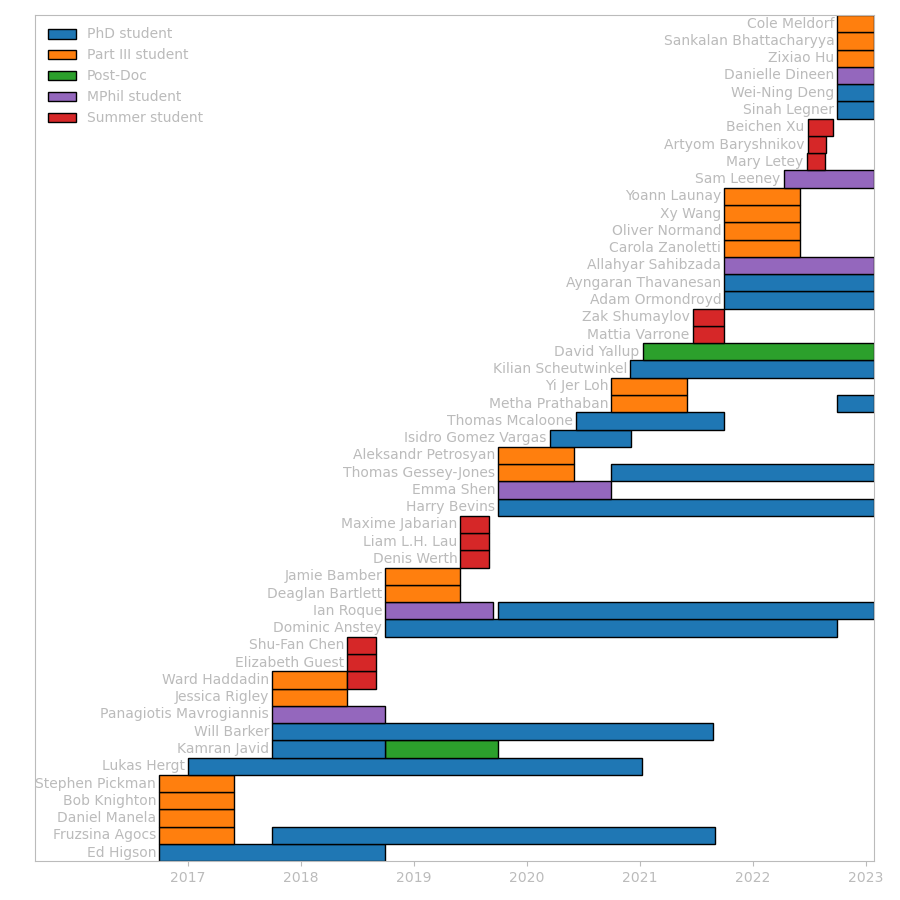 PhD student
Part III student
Post-Doc
MPhil student
Summer student
Cole Meldorf
Sankalan Bhattacharyya
Zixiao Hu
Danielle Dineen
Wei-Ning Deng
Sinah Legner
Beichen Xu
Artyom Baryshnikov
Mary Letey
Sam Leeney
Yoann Launay
Xy Wang
Oliver Normand
Carola Zanoletti
Allahyar Sahibzada
Ayngaran Thavanesan
Adam Ormondroyd
Zak Shumaylov
Mattia Varrone
David Yallup
Kilian Scheutwinkel
Yi Jer Loh
Metha Prathaban
Thomas Mcaloone
Isidro Gomez Vargas
Aleksandr Petrosyan
Thomas Gessey-Jones
Emma Shen
Harry Bevins
Maxime Jabarian
Liam L.H. Lau
Denis Werth
Jamie Bamber
Deaglan Bartlett
Ian Roque
Dominic Anstey
Shu-Fan Chen
Elizabeth Guest
Ward Haddadin
Jessica Rigley
Panagiotis Mavrogiannis
Will Barker
Kamran Javid
Lukas Hergt
Stephen Pickman
Bob Knighton
Daniel Manela
Fruzsina Agocs
Ed Higson
2017 2018 2019 2020 2021 2022 2023